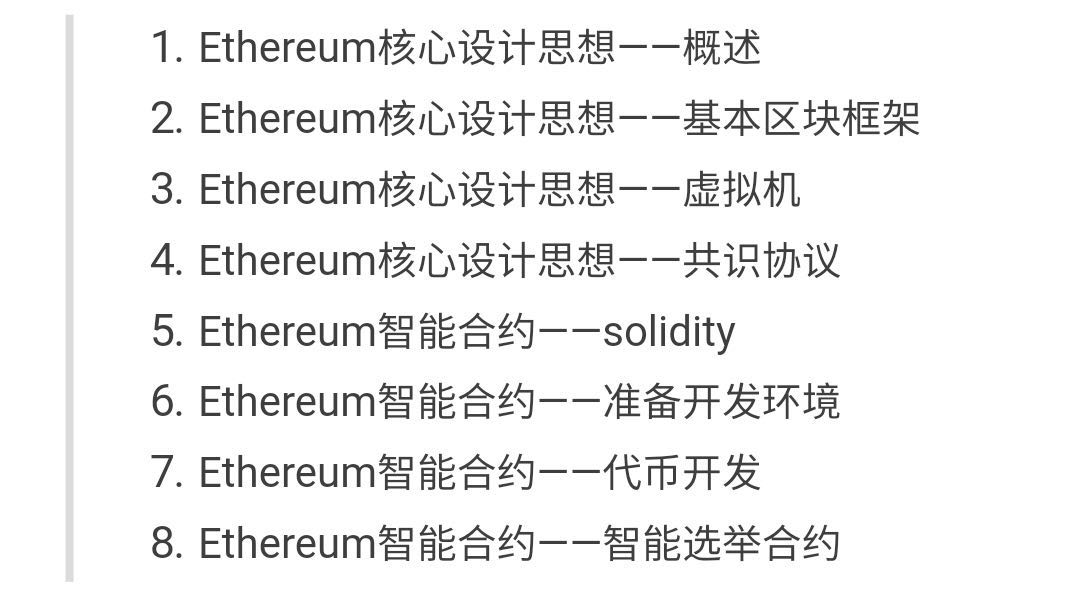 1. Ethereum核心设计思想——概述
2. Ethereum核心设计思想——基本区块框架
3. Ethereum核心设计思想——虚拟机
4. Ethereum核心设计思想——共识协议
5. Ethereum智能合约——solidity
6. Ethereum智能合约——准备开发环境
7. Ethereum智能合约——代币开发
8. Ethereum智能合约——智能选举合约